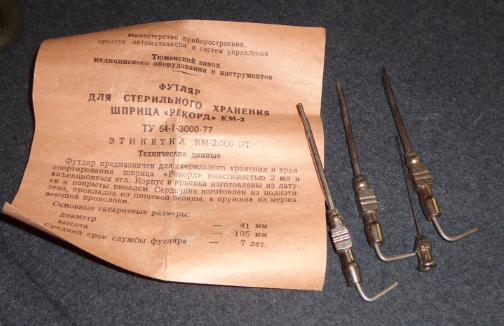 Министерство приборостроения,
средств автоматизации и систем управления
Тюменский завод
медицинского оборудования и инструментов
ФУТЛЯР
ДЛЯ СТЕРИЛЬНОГО ХРАНЕНИЯ
ШПРИЦА «РЕКОРД» КМ-2
ТУ 64-1-3000-77
ЭТИКЕТКА КМ-2.000 ЭТ
Технические данные
Футляр предназначен для стерильного хранения и тран
спортирования шприца «Рекорд» вместимостью 2 мл и
инъекционных игл. Корпус и крышка изготовлены из лату
ни и покрыты никелем. Сердечник изготовлен из полиэти
лена, прокладка из пищевой резины, а пружина из нержа
веющей проволоки.
Основные габаритные размеры:
диаметр — 41 мм
высота — 105 мм
Средний срок службы футляра — 7 лет.